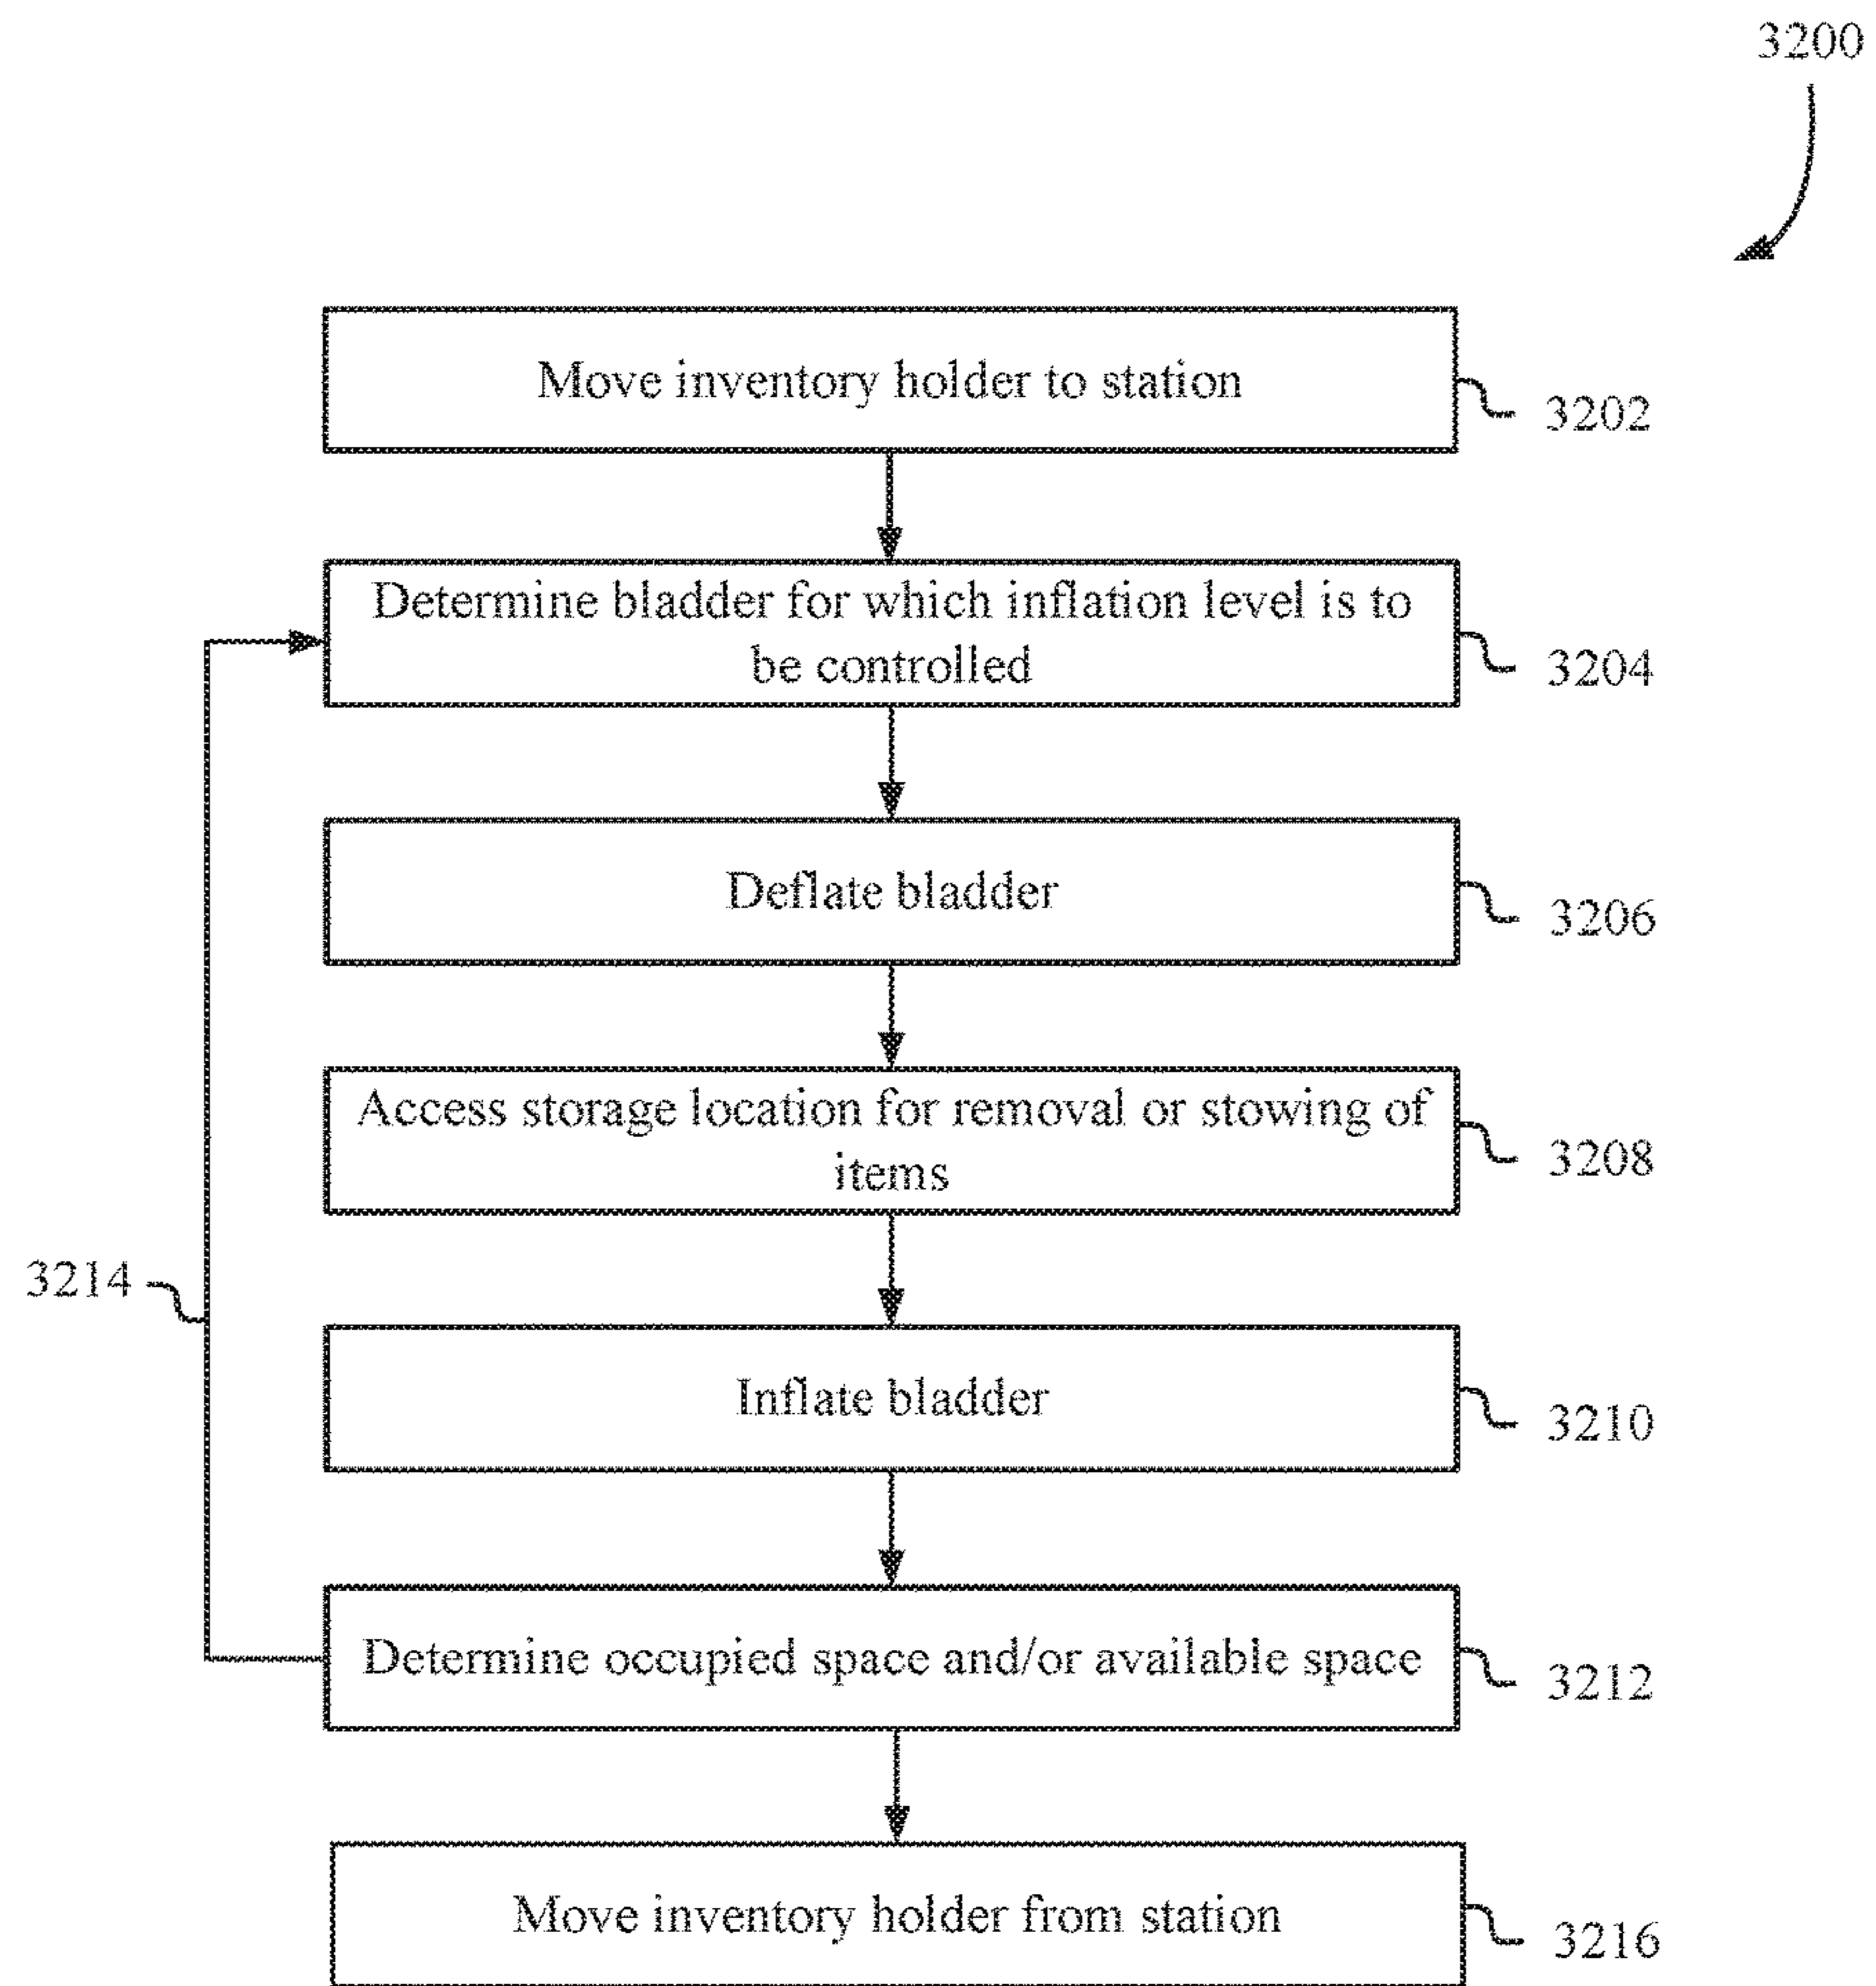 3200
Move inventory holder to station
3202
Determine bladder for which inflation level is to
be controlled
3204
Deflate bladder
3206
Access storage location for removal or stowing of
items
3208
3214
Inflate bladder
3210
Determine occupied space and/or available space
3212
Move inventory holder from station
3216